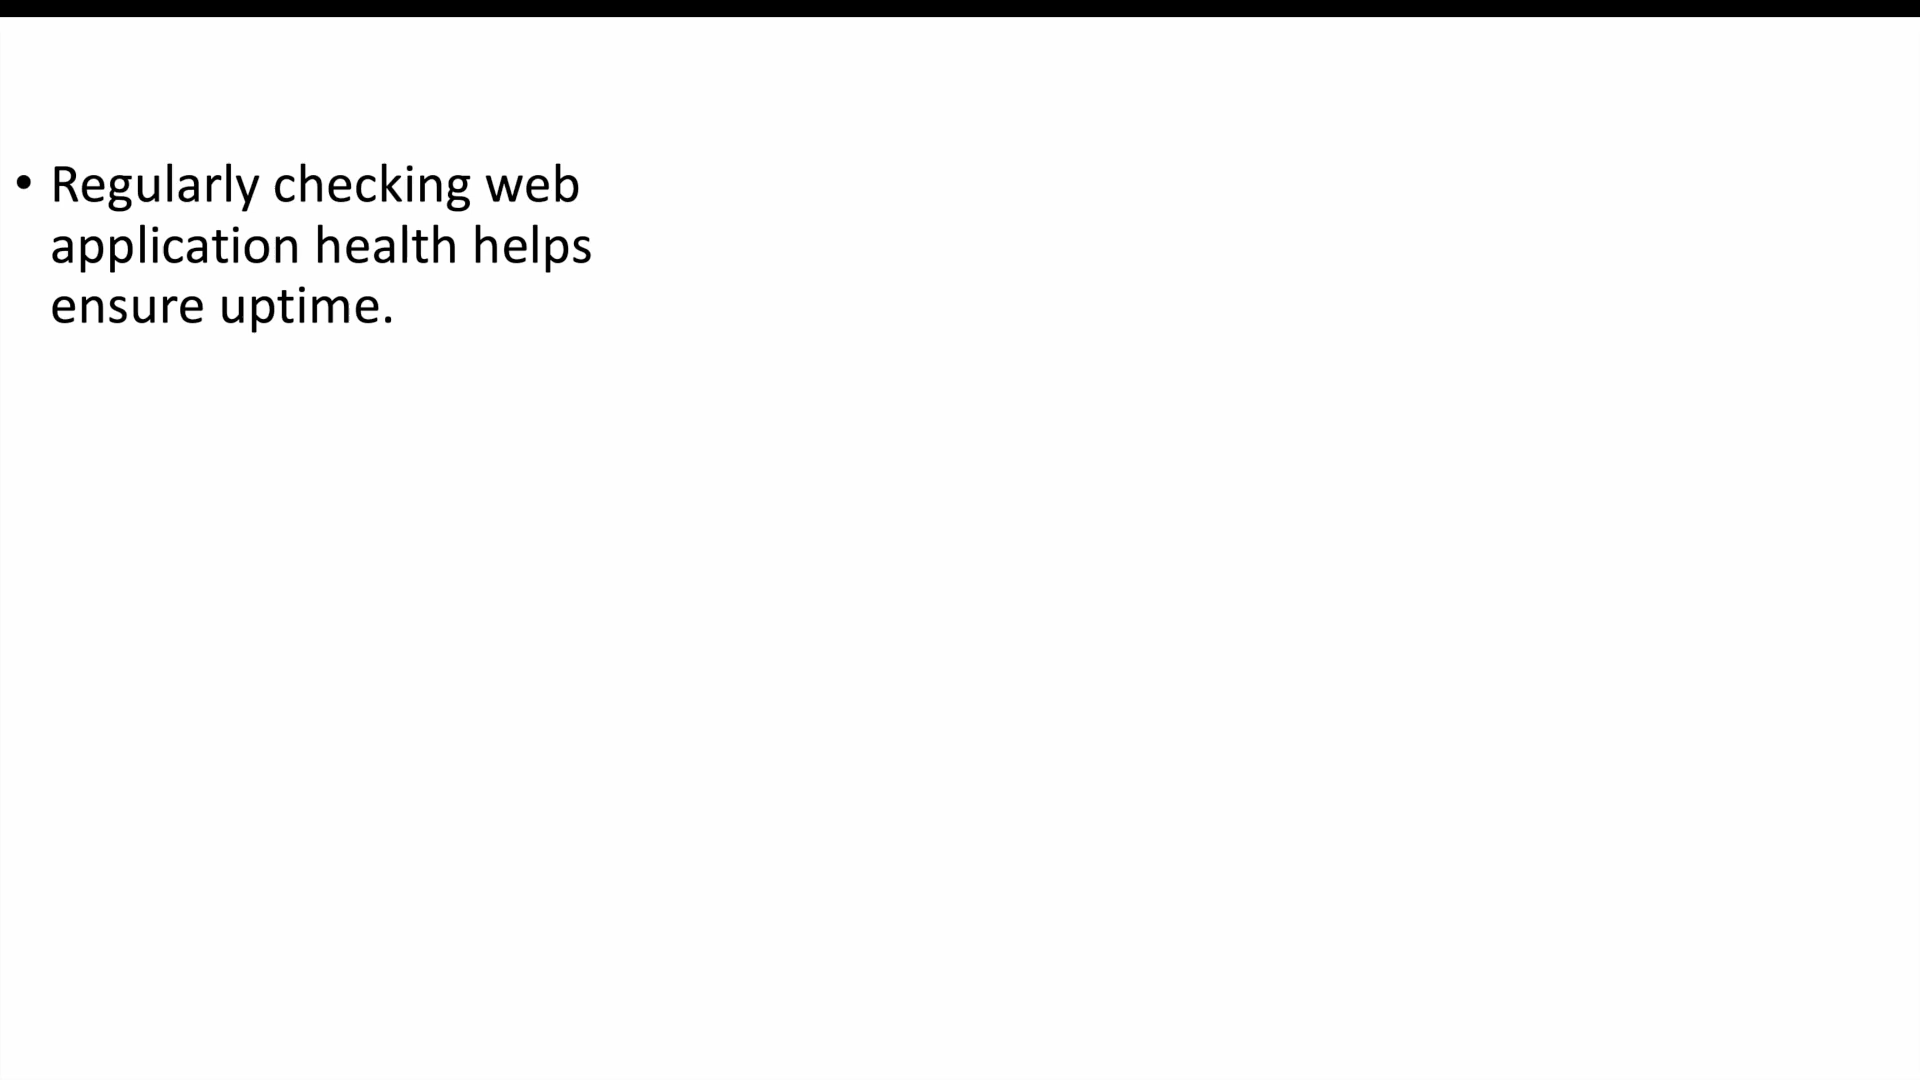 • Regularly checking web
application health helps
ensure uptime.